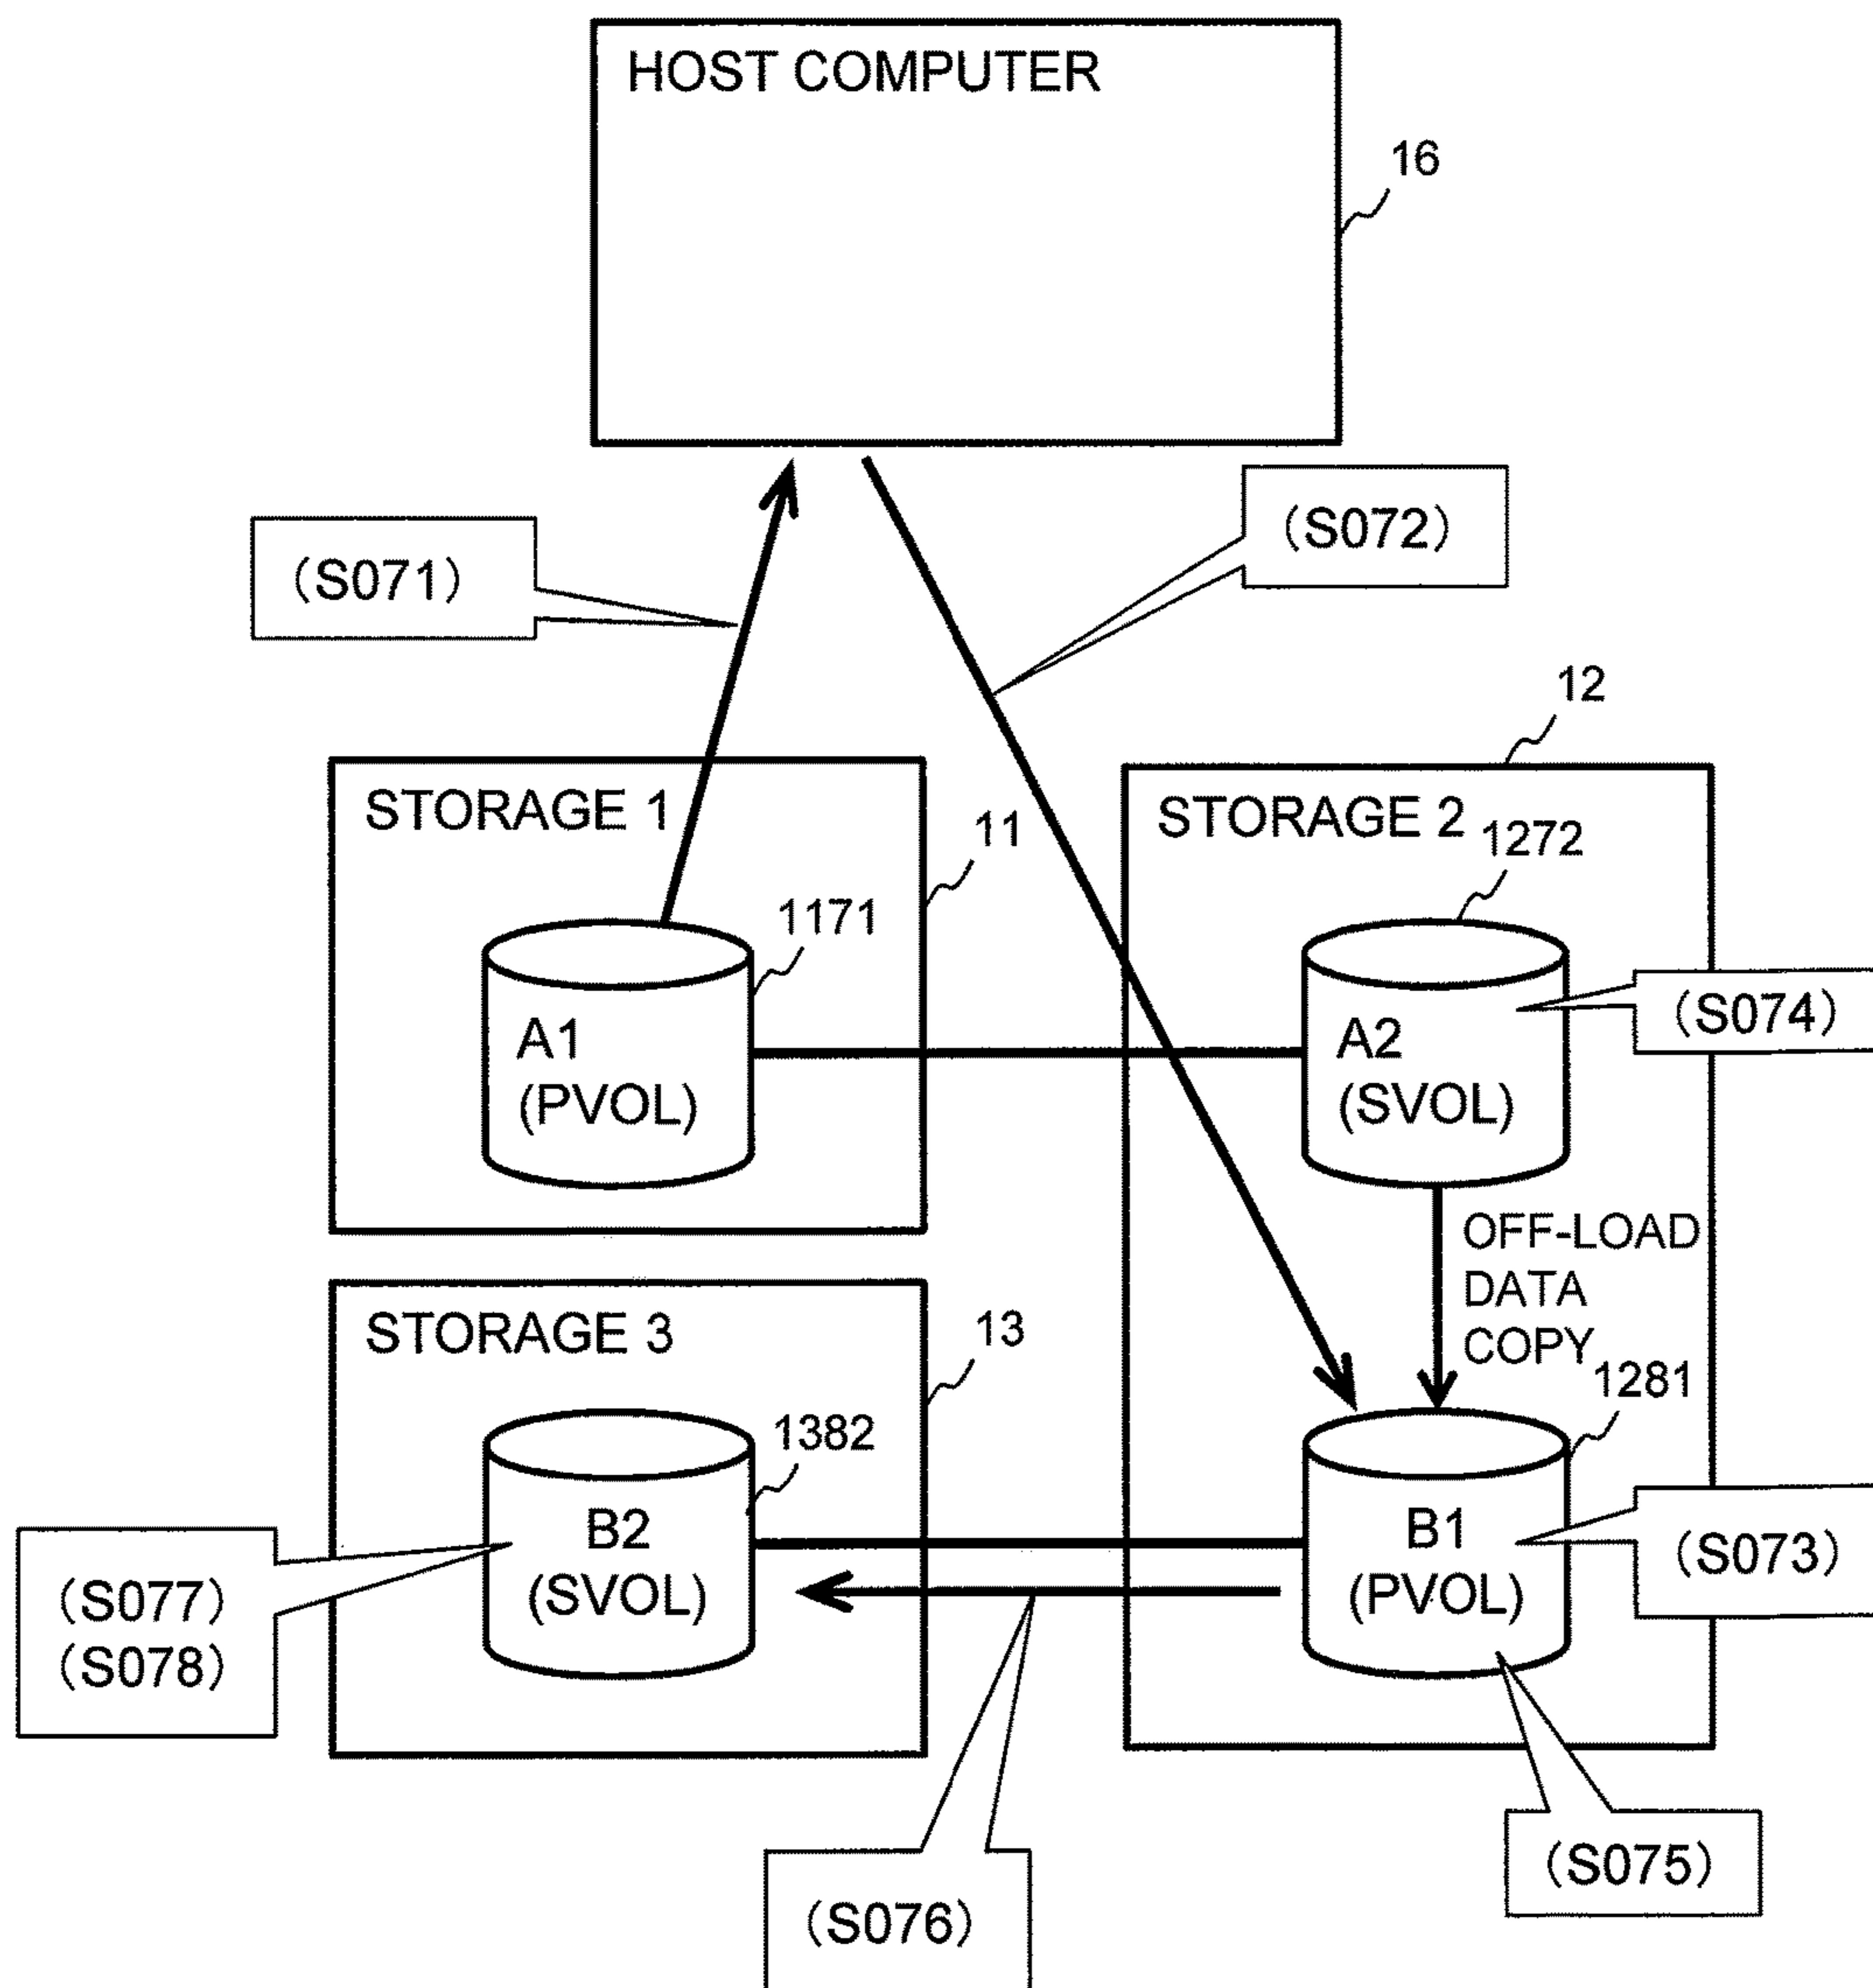 HOST COMPUTER
16
(S071)
(S072)
12
STORAGE 1
11
STORAGE 2
1272
1171
A1
(PVOL)
A2
(SVOL)
(S074)
OFF-LOAD
DATA
COPY
STORAGE 3
13
1281
1382
B2
(SVOL)
B1
(PVOL)
(S073)
(S077)
(S078)
(S075)
(S076)